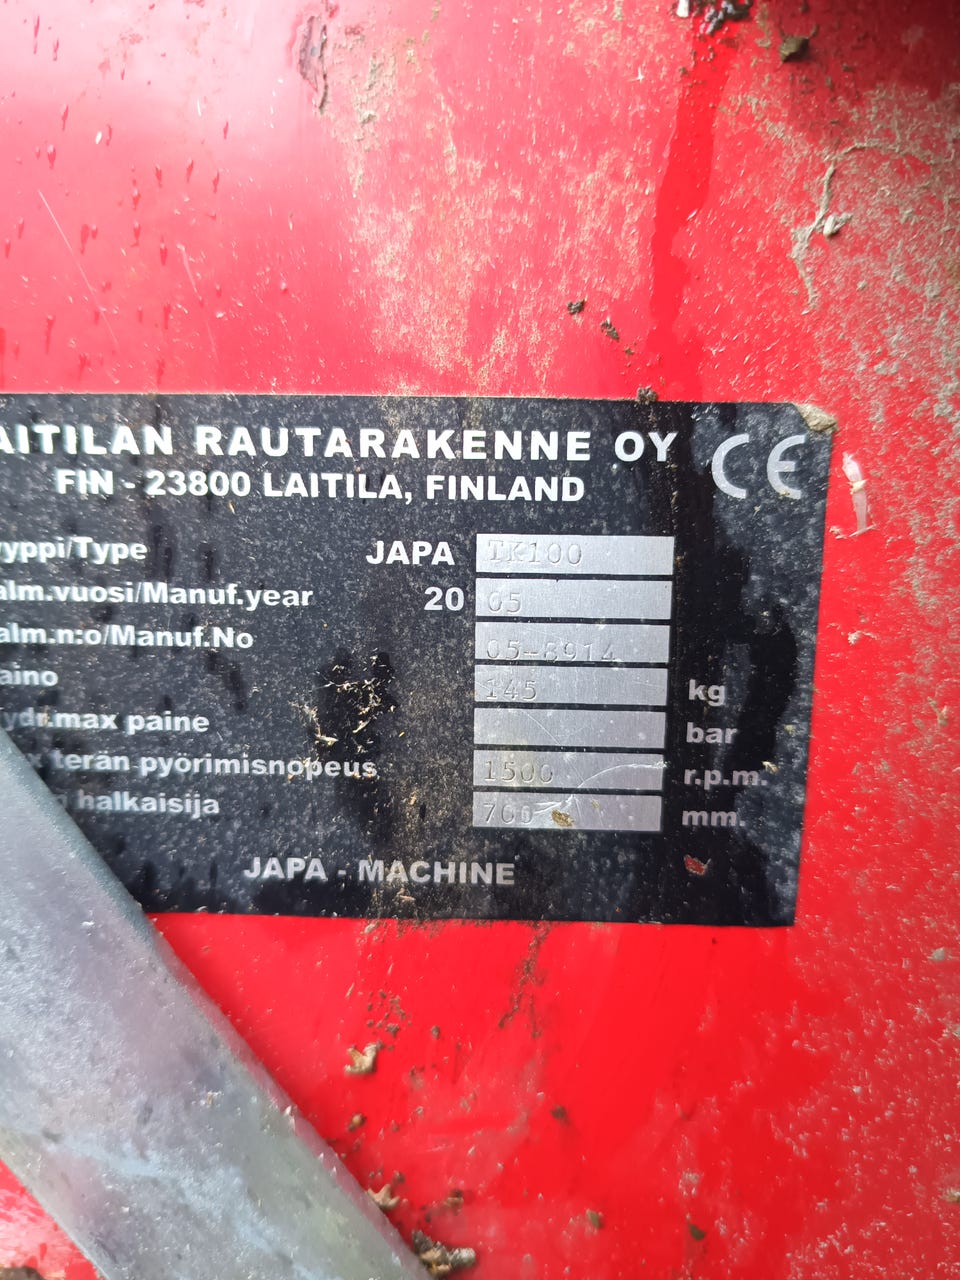 AITILAN RAUTARAKENNE OY CE
FIN - 23800 LAITILA, FINLAND
yyppi/Type JAPA TK100
alm.vuosi/Manuf.year 20 05
alm.n:o/Manuf.No 05-8914
aino 145 kg
ydr.max paine bar
x terän pyörimisnopeus 1500 r.p.m.
n halkaisija 700 mm.
JAPA - MACHINE